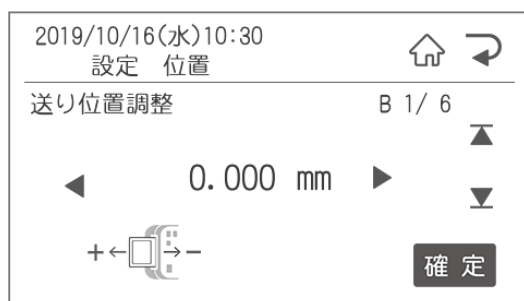 2019/10/16(水)10:30
設定 位置
送り位置調整 B 1/ 6
0.000 mm
+ −
確 定